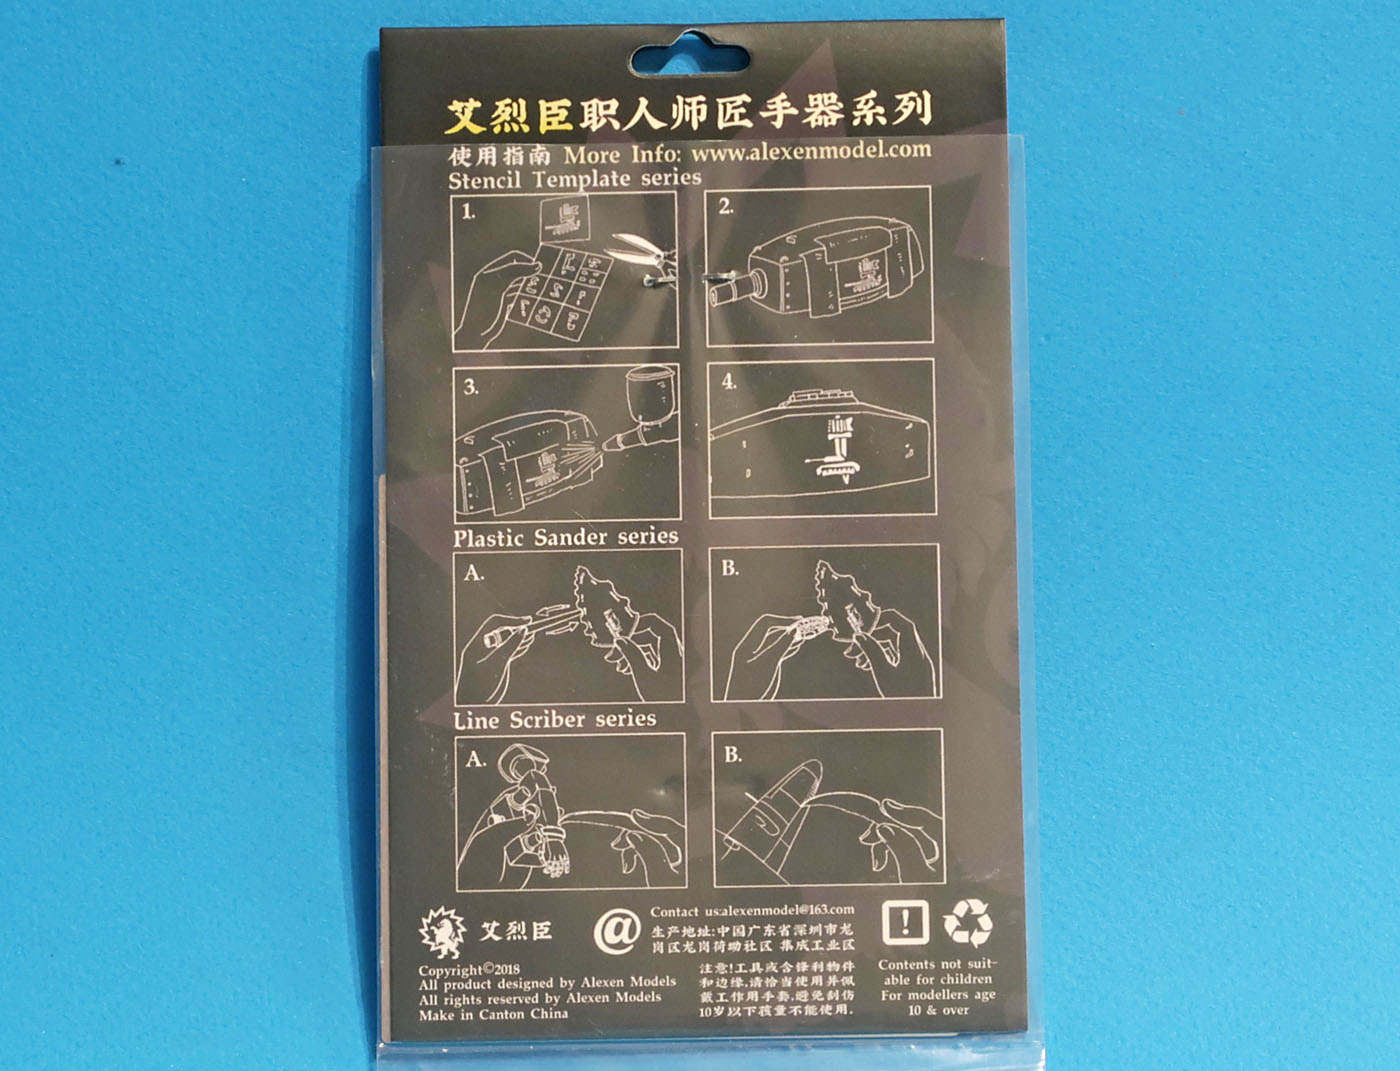 艾烈臣职人师匠手器系列
使用指南 More Info: www.alexenmodel.com
Stencil Template series
1.
2.
3.
4.
Plastic Sander series
A.
B.
Line Scriber series
A.
B.
艾烈臣
@
Contact us:alexenmodel@163.com
生产地址:中国广东省深圳市龙
岗区龙岗荷坳社区 集成工业区
!
Copyright©2018
All product designed by Alexen Models
All rights reserved by Alexen Models
Make in Canton China
注意!工具或含锋利物件
和边缘,请恰当使用并佩
戴工作用手套,避免刮伤
10岁以下孩童不能使用.
Contents not suit-
able for children
For modellers age
10 & over